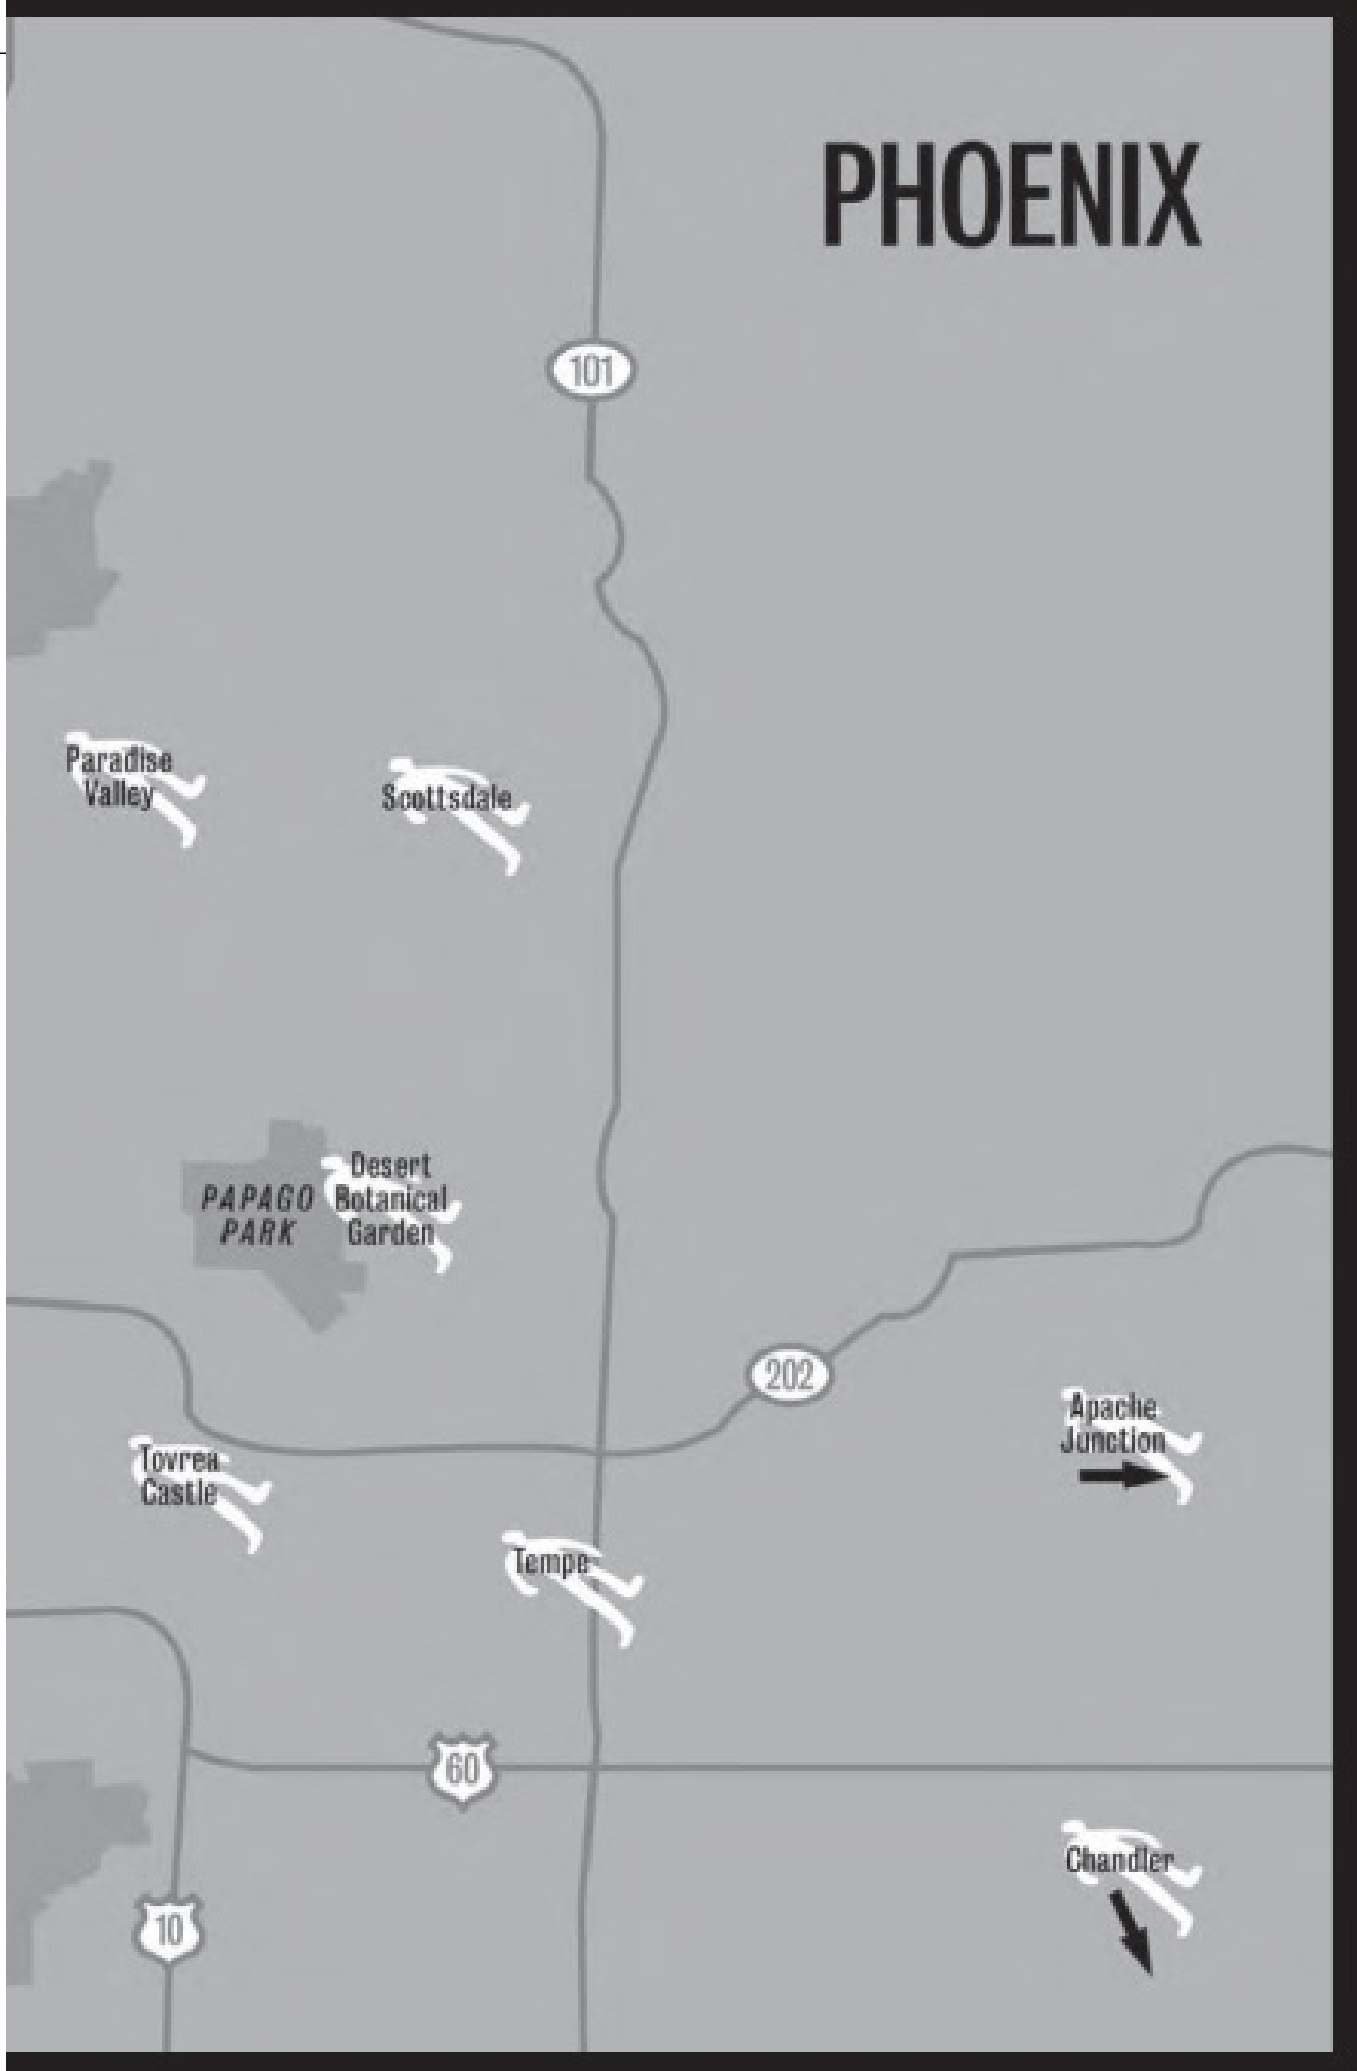 PHOENIX
101
Paradise
Valley
Scottsdale
Desert
Botanical
Garden
PAPAGO
PARK
202
Apache
Junction
Tovrea
Castle
Tempe
60
Chandler
10